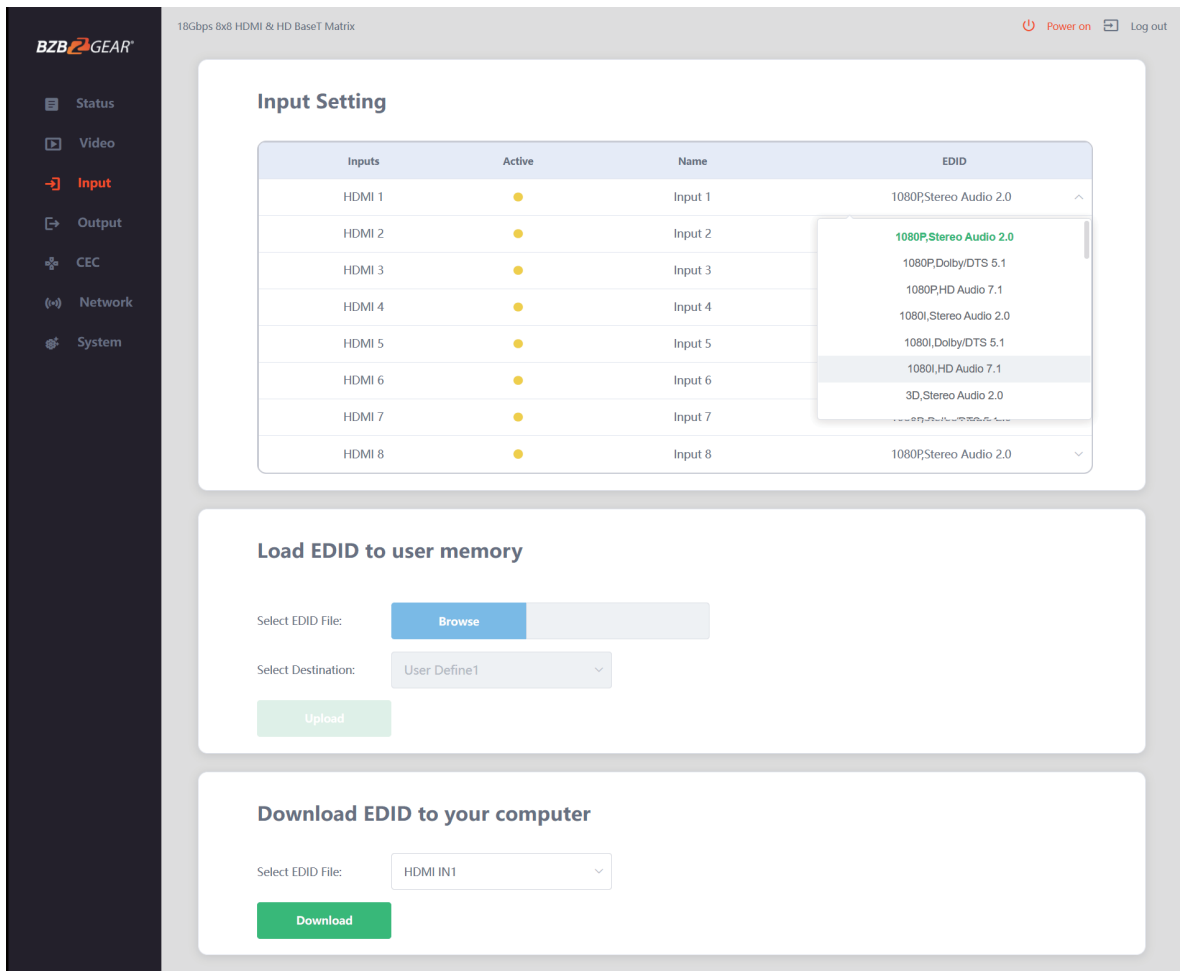 18Gbps 8x8 HDMI & HD BaseT Matrix
Power on
Log out
BZBGEAR®
Status
Video
Input
Output
CEC
Network
System
Input Setting
Inputs Active Name EDID
HDMI 1 Input 1 1080P,Stereo Audio 2.0
HDMI 2 Input 2
HDMI 3 Input 3
HDMI 4 Input 4
HDMI 5 Input 5
HDMI 6 Input 6
HDMI 7 Input 7
HDMI 8 Input 8 1080P,Stereo Audio 2.0
1080P,Stereo Audio 2.0
1080P,Dolby/DTS 5.1
1080P,HD Audio 7.1
1080I,Stereo Audio 2.0
1080I,Dolby/DTS 5.1
1080I,HD Audio 7.1
3D,Stereo Audio 2.0
Load EDID to user memory
Select EDID File: Browse
Select Destination: User Define1
Upload
Download EDID to your computer
Select EDID File: HDMI IN1
Download